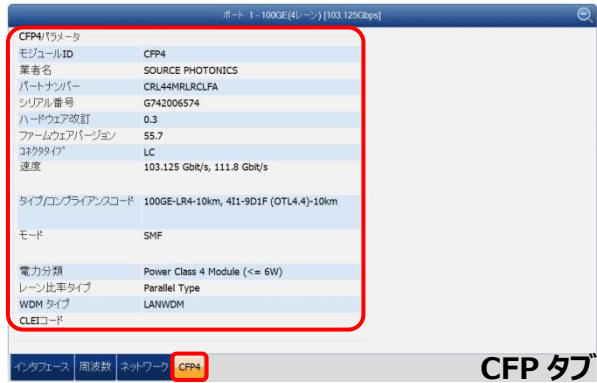 ポート 1 - 100GE(4レーン) [103.125Gbps]
CFP4パラメータ
モジュールID CFP4
業者名 SOURCE PHOTONICS
パートナンバー CRL44MRLRCLFA
シリアル番号 G742006574
ハードウェア改訂 0.3
ファームウェアバージョン 55.7
コネクタタイプ LC
速度 103.125 Gbit/s, 111.8 Gbit/s
タイプ/コンプライアンスコード 100GE-LR4-10km, 4I1-9D1F (OTL4.4)-10km
モード SMF
電力分類 Power Class 4 Module (<= 6W)
レーン比率タイプ Parallel Type
WDM タイプ LANWDM
CLEIコード
インタフェース 周波数 ネットワーク CFP4
CFP タブ